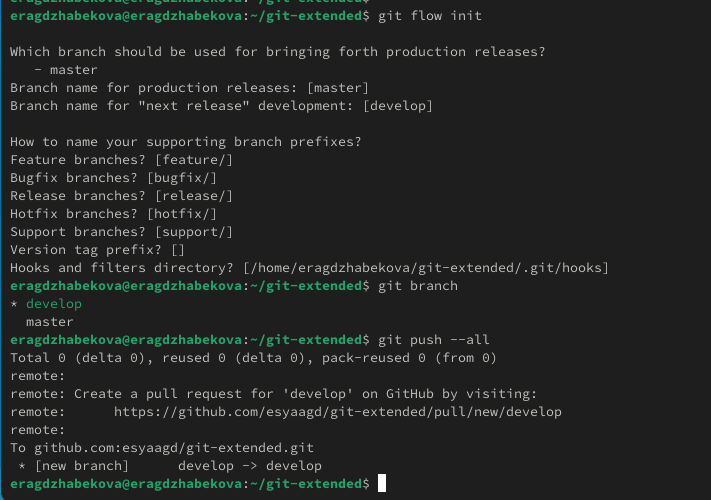 eragdzhabekova@eragdzhabekova:~/git-extended$ git flow init

Which branch should be used for bringing forth production releases?
   - master
Branch name for production releases: [master]
Branch name for "next release" development: [develop]

How to name your supporting branch prefixes?
Feature branches? [feature/]
Bugfix branches? [bugfix/]
Release branches? [release/]
Hotfix branches? [hotfix/]
Support branches? [support/]
Version tag prefix? []
Hooks and filters directory? [/home/eragdzhabekova/git-extended/.git/hooks]
eragdzhabekova@eragdzhabekova:~/git-extended$ git branch
* develop
  master
eragdzhabekova@eragdzhabekova:~/git-extended$ git push --all
Total 0 (delta 0), reused 0 (delta 0), pack-reused 0 (from 0)
remote:
remote: Create a pull request for 'develop' on GitHub by visiting:
remote:      https://github.com/esyaagd/git-extended/pull/new/develop
remote:
To github.com:esyaagd/git-extended.git
 * [new branch]      develop -> develop
eragdzhabekova@eragdzhabekova:~/git-extended$